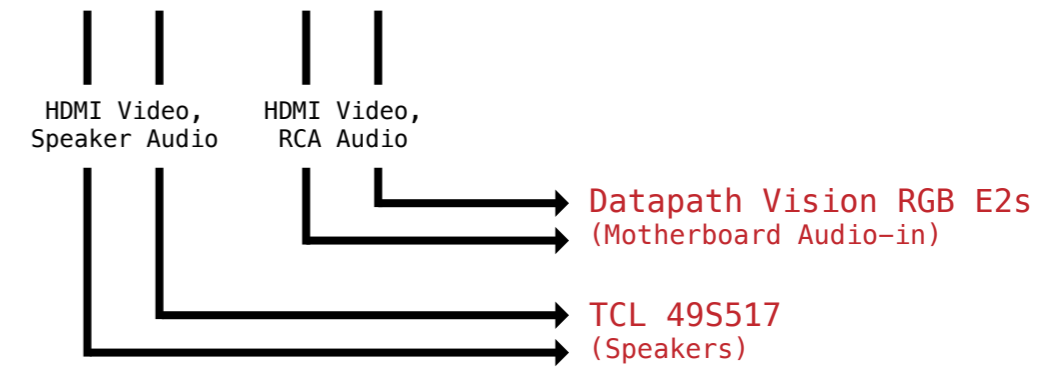 HDMI Video,
Speaker Audio
HDMI Video,
RCA Audio
Datapath Vision RGB E2s
(Motherboard Audio–in)
TCL 49S517
(Speakers)